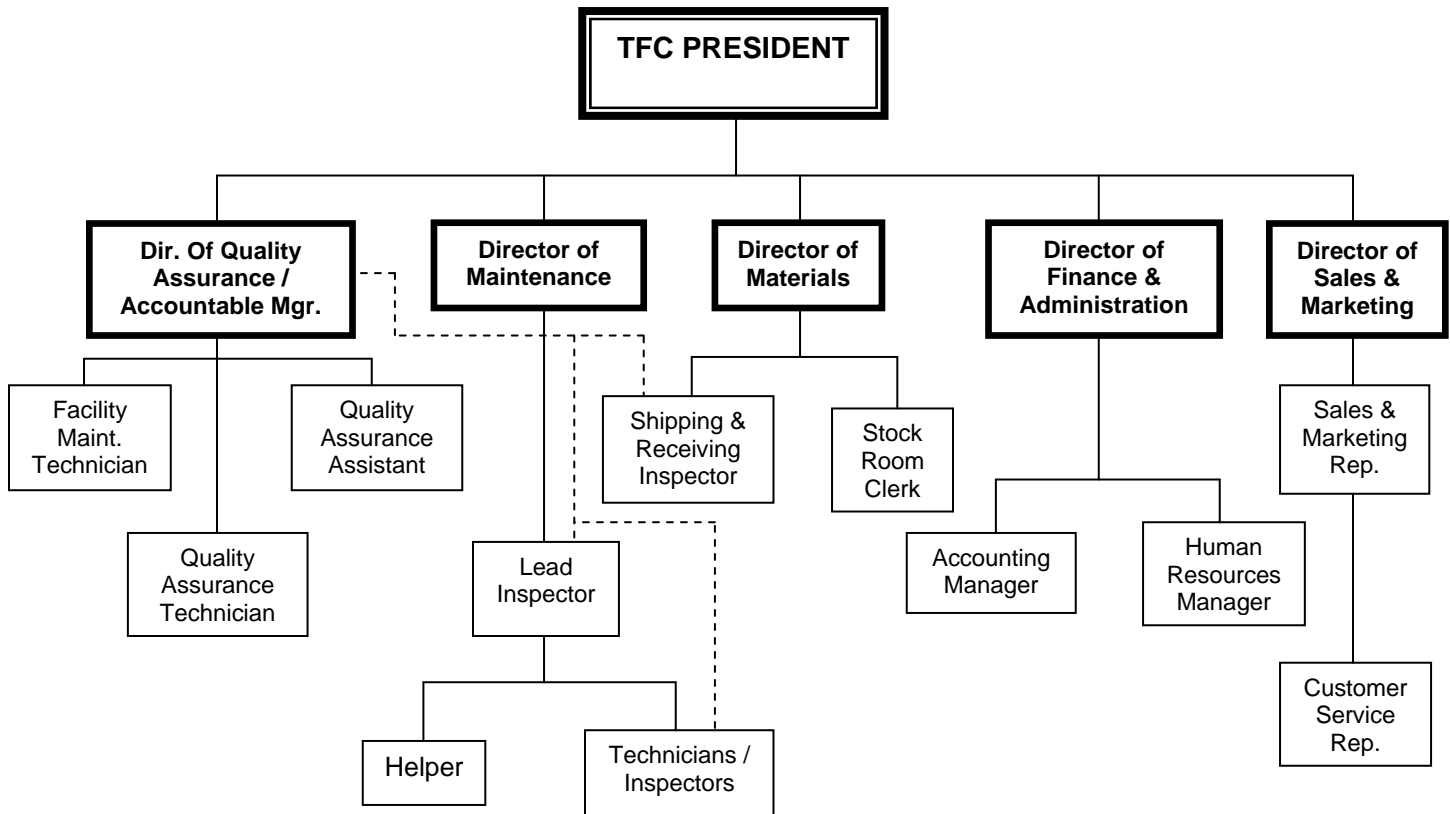 TFC PRESIDENT
Dir. Of Quality
Assurance /
Accountable Mgr.
Director of
Maintenance
Director of
Materials
Director of
Finance &
Administration
Director of
Sales &
Marketing
Facility
Maint.
Technician
Quality
Assurance
Assistant
Shipping &
Receiving
Inspector
Stock
Room
Clerk
Sales &
Marketing
Rep.
Quality
Assurance
Technician
Lead
Inspector
Accounting
Manager
Human
Resources
Manager
Customer
Service
Rep.
Helper
Technicians /
Inspectors